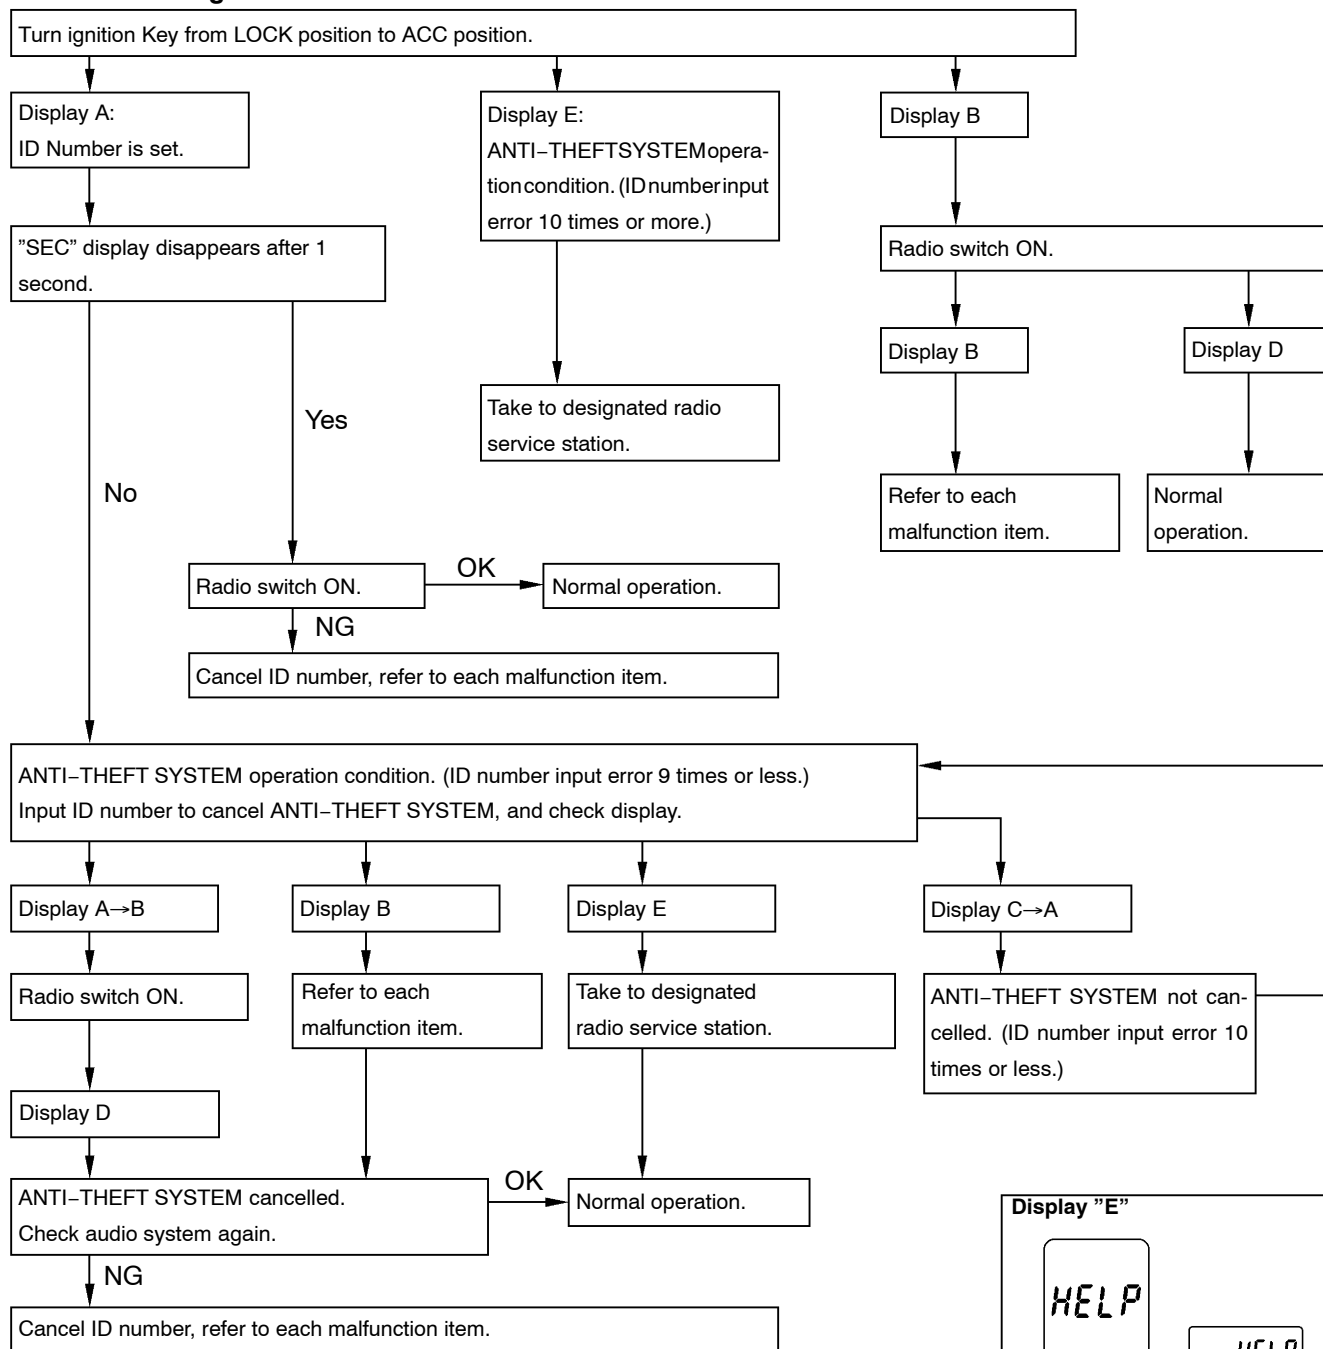 Turn ignition Key from LOCK position to ACC position.
Display A:
ID Number is set.
Display E:
ANTI–THEFTSYSTEMopera-
tioncondition. (IDnumberinput
error 10 times or more.)
Display B
”SEC” display disappears after 1
second.
Radio switch ON.
Display B
Display D
Take to designated radio
service station.
Yes
No
Refer to each
malfunction item.
Normal
operation.
Radio switch ON.
OK
Normal operation.
NG
Cancel ID number, refer to each malfunction item.
ANTI–THEFT SYSTEM operation condition. (ID number input error 9 times or less.)
Input ID number to cancel ANTI–THEFT SYSTEM, and check display.
Display A→B
Display B
Display E
Display C→A
Radio switch ON.
Refer to each
malfunction item.
Take to designated
radio service station.
ANTI–THEFT SYSTEM not can-
celled. (ID number input error 10
times or less.)
Display D
ANTI–THEFT SYSTEM cancelled.
Check audio system again.
OK
Normal operation.
NG
Cancel ID number, refer to each malfunction item.
Display ”E”
HELP
HELP